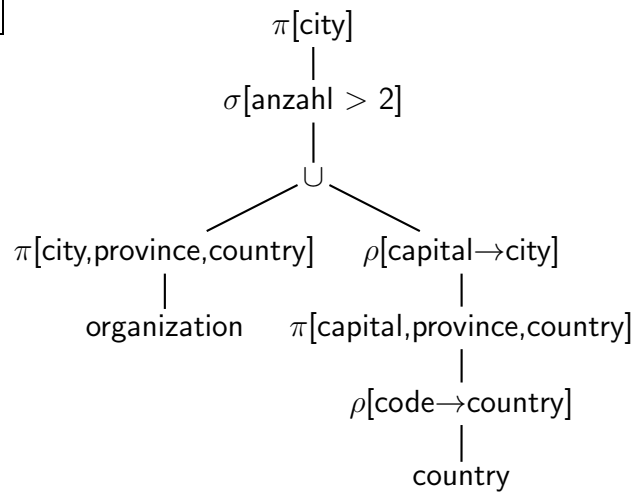 π[city]
σ[anzahl > 2]
∪
π[city,province,country] ρ[capital→city]
organization π[capital,province,country]
ρ[code→country]
country